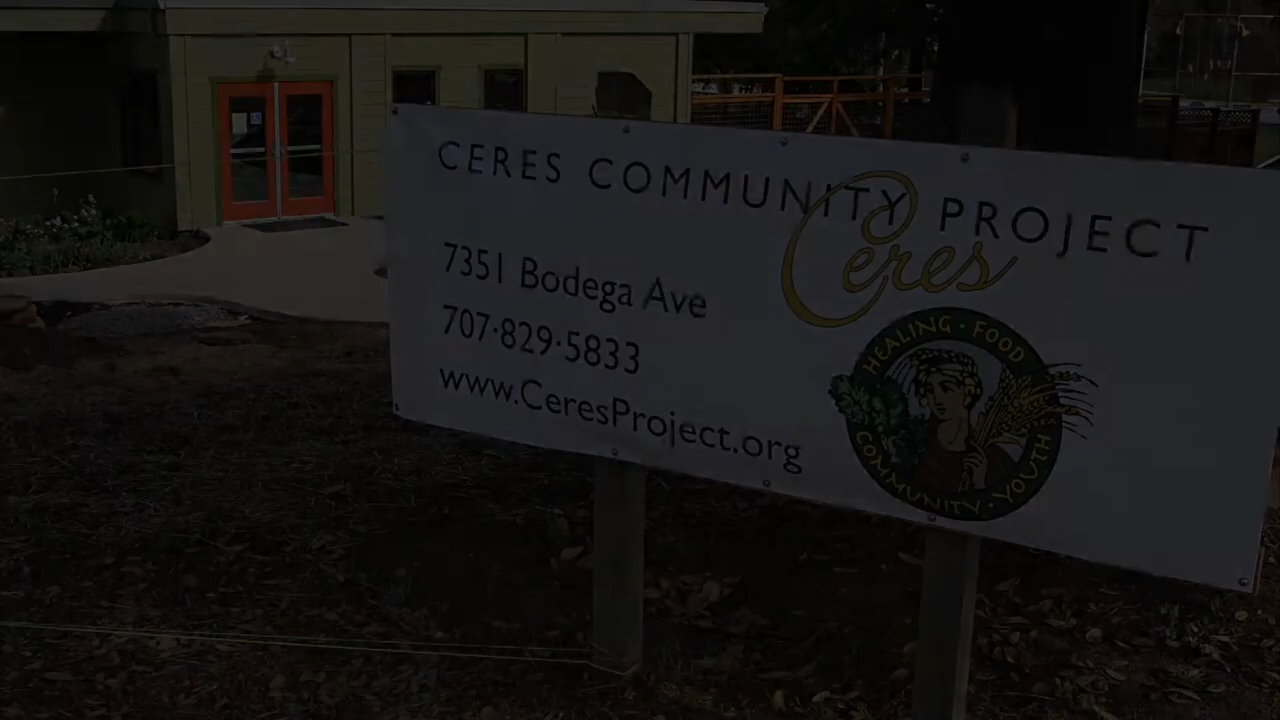 CERES COMMUNITY PROJECT
Ceres
7351 Bodega Ave
707·829·5833
www.CeresProject.org
HEALING · FOOD
COMMUNITY · YOUTH